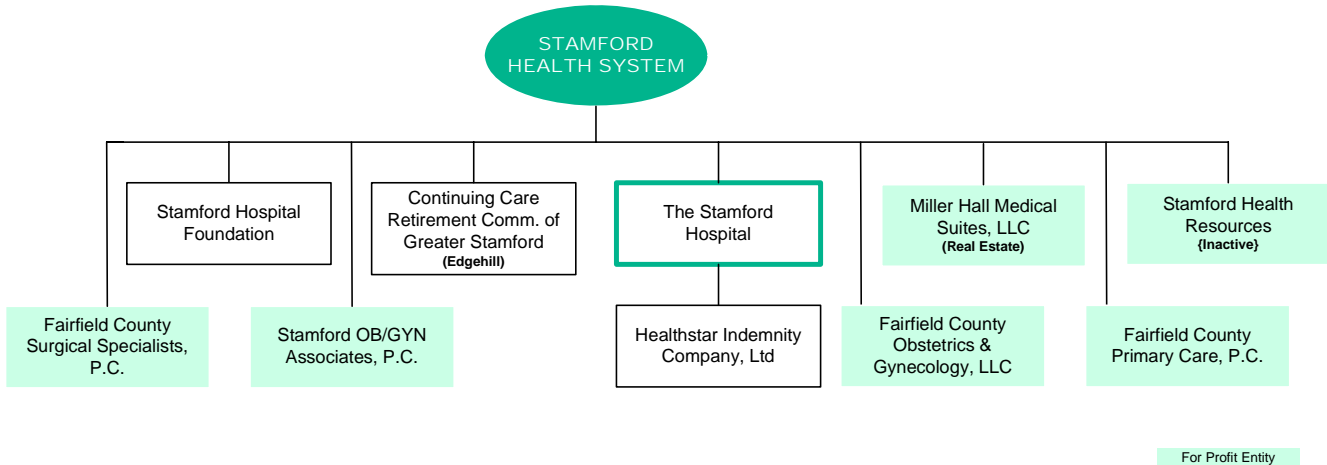 STAMFORD
HEALTH SYSTEM
Stamford Hospital
Foundation
Continuing Care
Retirement Comm. of
Greater Stamford
(Edgehill)
The Stamford
Hospital
Miller Hall Medical
Suites, LLC
(Real Estate)
Stamford Health
Resources
{Inactive}
Fairfield County
Surgical Specialists,
P.C.
Stamford OB/GYN
Associates, P.C.
Healthstar Indemnity
Company, Ltd
Fairfield County
Obstetrics &
Gynecology, LLC
Fairfield County
Primary Care, P.C.
For Profit Entity